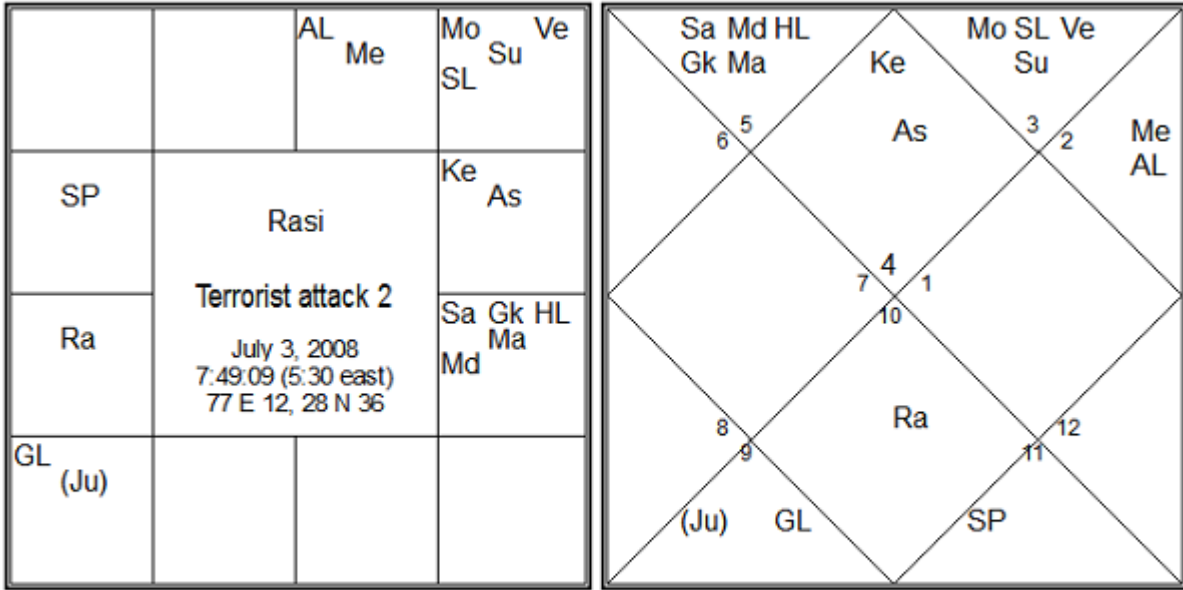 AL
Me
Mo Ve
Su
SL
SP
Ke
As
Rasi
Terrorist attack 2
July 3, 2008
7:49:09 (5:30 east)
77 E 12, 28 N 36
Ra
Sa Gk HL
Ma
Md
GL
(Ju)
Sa Md HL
Gk Ma
Ke
As
Mo SL Ve
Su
6 5
3 2
Me
AL
7 4 1
10
Ra
8 9
12 11
(Ju) GL
SP